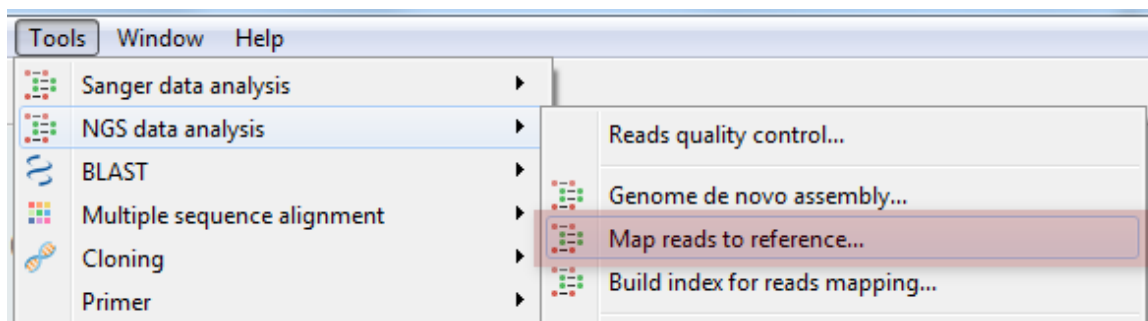 Tools Window Help
Sanger data analysis
NGS data analysis
BLAST
Multiple sequence alignment
Cloning
Primer
Reads quality control...
Genome de novo assembly...
Map reads to reference...
Build index for reads mapping...